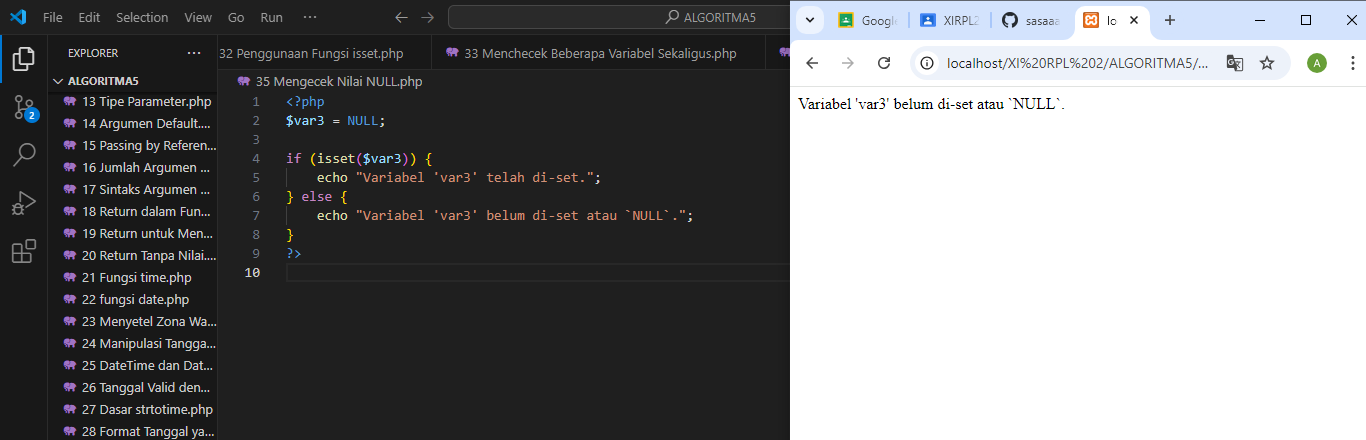 File Edit Selection View Go Run ···
ALGORITMA5
EXPLORER ···
ALGORITMA5
13 Tipe Parameter.php
14 Argumen Default....
15 Passing by Referen...
16 Jumlah Argumen ...
17 Sintaks Argumen ...
18 Return dalam Fun...
19 Return untuk Men...
20 Return Tanpa Nilai....
21 Fungsi time.php
22 fungsi date.php
23 Menyetel Zona Wa...
24 Manipulasi Tangga...
25 DateTime dan Dat...
26 Tanggal Valid den...
27 Dasar strtotime.php
28 Format Tanggal ya...
2
32 Penggunaan Fungsi isset.php
33 Menchecek Beberapa Variabel Sekaligus.php
35 Mengecek Nilai NULL.php
1 <?php
2 $var3 = NULL;
3
4 if (isset($var3)) {
5 echo "Variabel 'var3' telah di-set.";
6 } else {
7 echo "Variabel 'var3' belum di-set atau `NULL`.";
8 }
9 ?>
10
Google
XIRPL2
sasaaa
lo
localhost/XI%20RPL%202/ALGORITMA5/...
A
Variabel 'var3' belum di-set atau `NULL`.